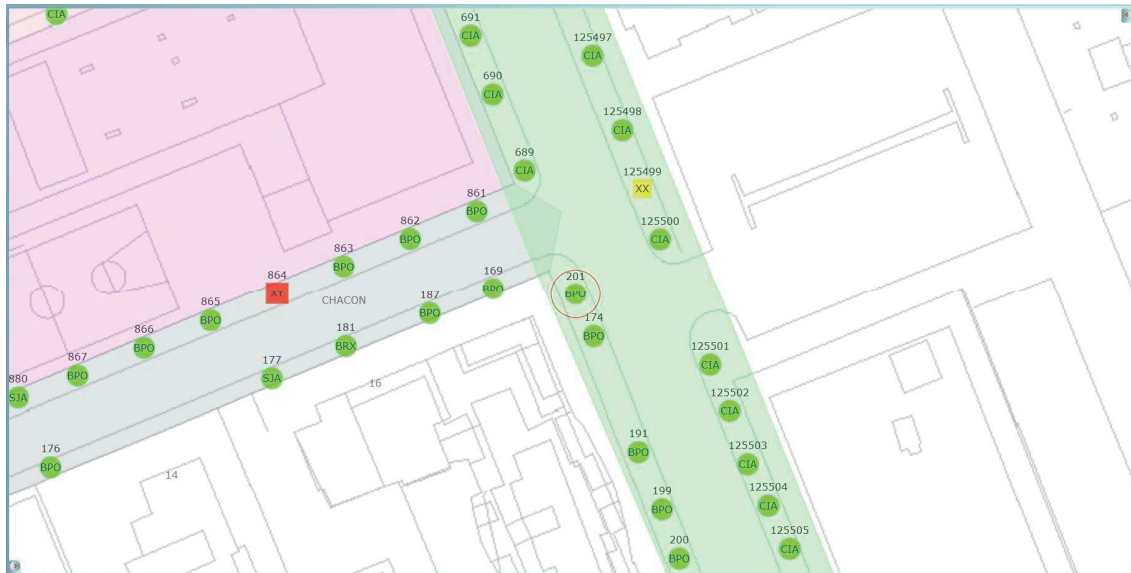 CIA
691
CIA
125497
CIA
690
CIA
125498
CIA
689
CIA
125499
XX
861
BPO
862
BPO
125500
CIA
863
BPO
864
XT
CHACON
169
BPO
201
BPO
865
BPO
187
BPO
866
BPO
181
BRX
174
BPO
867
BPO
125501
CIA
880
SJA
177
SJA
16
125502
CIA
176
BPO
191
BPO
125503
CIA
14
199
BPO
125504
CIA
200
BPO
125505
CIA